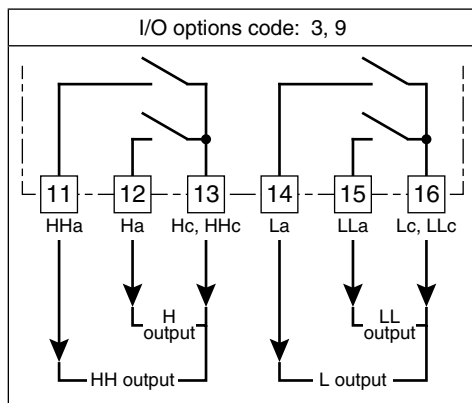 I/O options code: 3, 9
11 12 13 14 15 16
HHa Ha Hc, HHc La LLa Lc, LLc
H output
LL output
HH output
L output